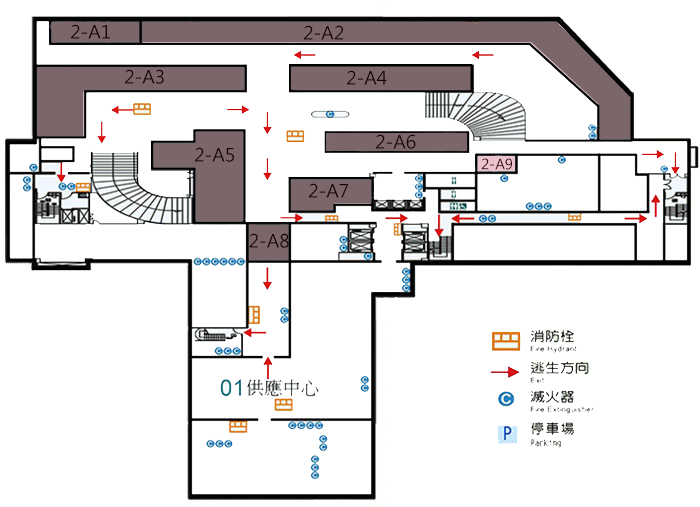 2-A1
2-A2
2-A3
2-A4
2-A5
2-A6
2-A7
2-A8
2-A9
01供應中心
消防栓
Fire Hydrant
逃生方向
Exit
滅火器
Fire Extinguisher
P
停車場
Parking